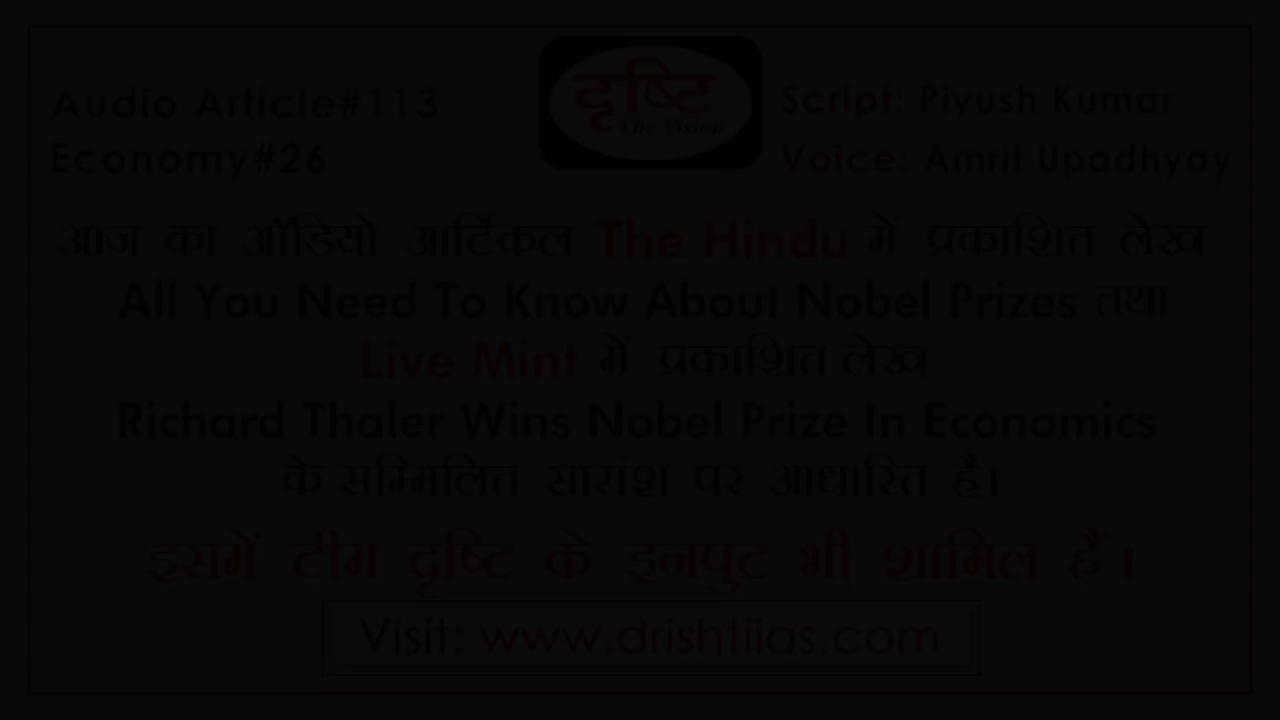 Audio Article#113
Economy#26
दृष्टि
The Vision
Script: Piyush Kumar
Voice: Amrit Upadhyay
आज का ऑडियो आर्टिकल The Hindu में प्रकाशित लेख
All You Need To Know About Nobel Prizes तथा
Live Mint में प्रकाशित लेख
Richard Thaler Wins Nobel Prize In Economics
के सम्मिलित सारांश पर आधारित है।
इसमें टीम दृष्टि के इनपुट भी शामिल हैं।
Visit: www.drishtiias.com